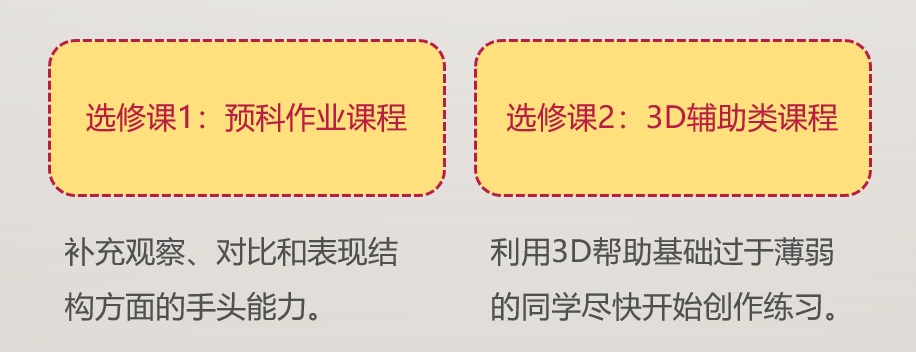 选修课1：预科作业课程
补充观察、对比和表现结
构方面的手头能力。
选修课2：3D辅助类课程
利用3D帮助基础过于薄弱
的同学尽快开始创作练习。